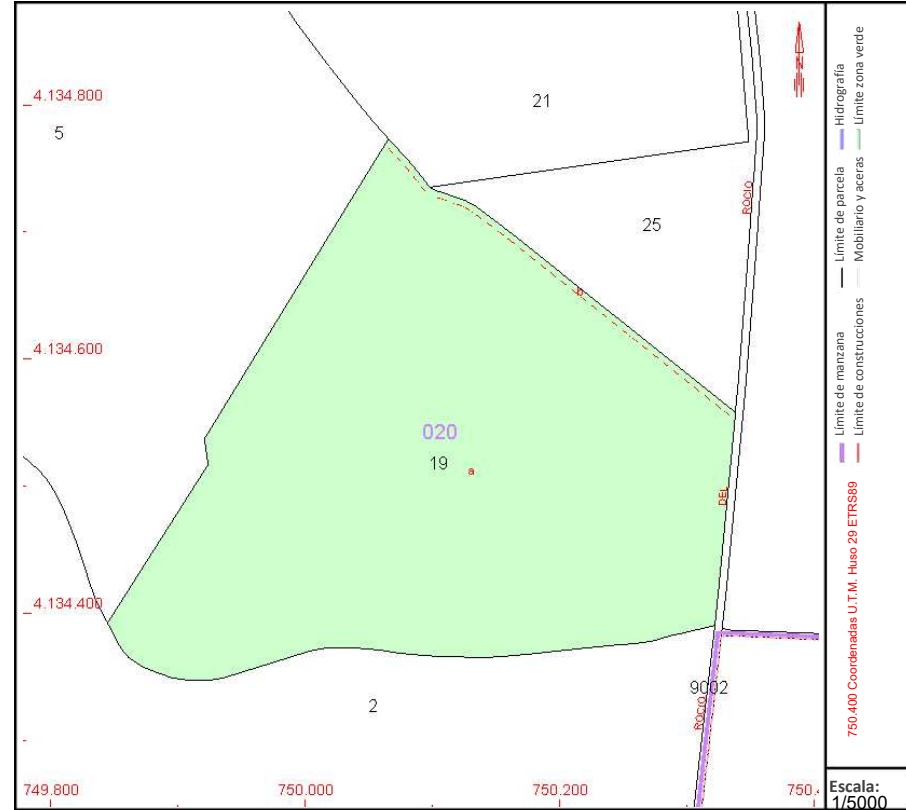 4.134.800
21
5
ROCIO
25
b
4.134.600
020
19
a
DEL
4.134.400
9002
2
ROCIO
749.800
750.000
750.200
Límite de manzana
Límite de parcela
Hidrografía
Límite de construcciones
Mobiliario y aceras
Límite zona verde
750.400 Coordenadas U.T.M. Huso 29 ETRS89
Escala:
1/5000